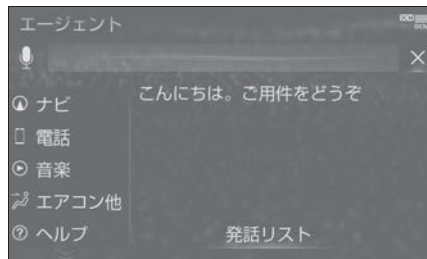 エージェント
DCM
こんにちは。ご用件をどうぞ
ナビ
電話
音楽
エアコン他
ヘルプ
発話リスト